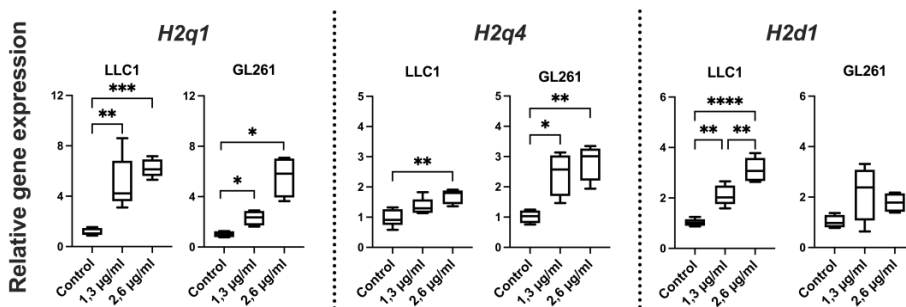 Relative gene expression
H2q1
LLC1
12
8
4
0
**
***
Control
1,3 µg/ml
2,6 µg/ml
GL261
12
8
4
0
*
*
Control
1,3 µg/ml
2,6 µg/ml
H2q4
LLC1
5
4
3
2
1
0
**
Control
1,3 µg/ml
2,6 µg/ml
GL261
5
4
3
2
1
0
**
*
Control
1,3 µg/ml
2,6 µg/ml
H2d1
LLC1
6
4
2
0
****
** **
Control
1,3 µg/ml
2,6 µg/ml
GL261
6
4
2
0
Control
1,3 µg/ml
2,6 µg/ml